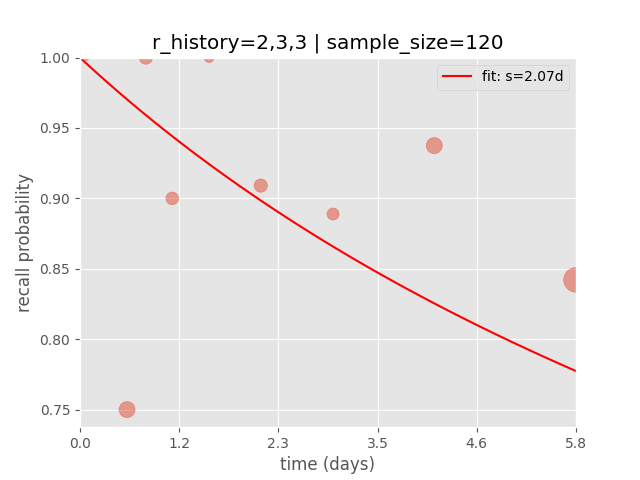 r_history=2,3,3 | sample_size=120
fit: s=2.07d
recall probability
1.00
0.95
0.90
0.85
0.80
0.75
0.0 1.2 2.3 3.5 4.6 5.8
time (days)